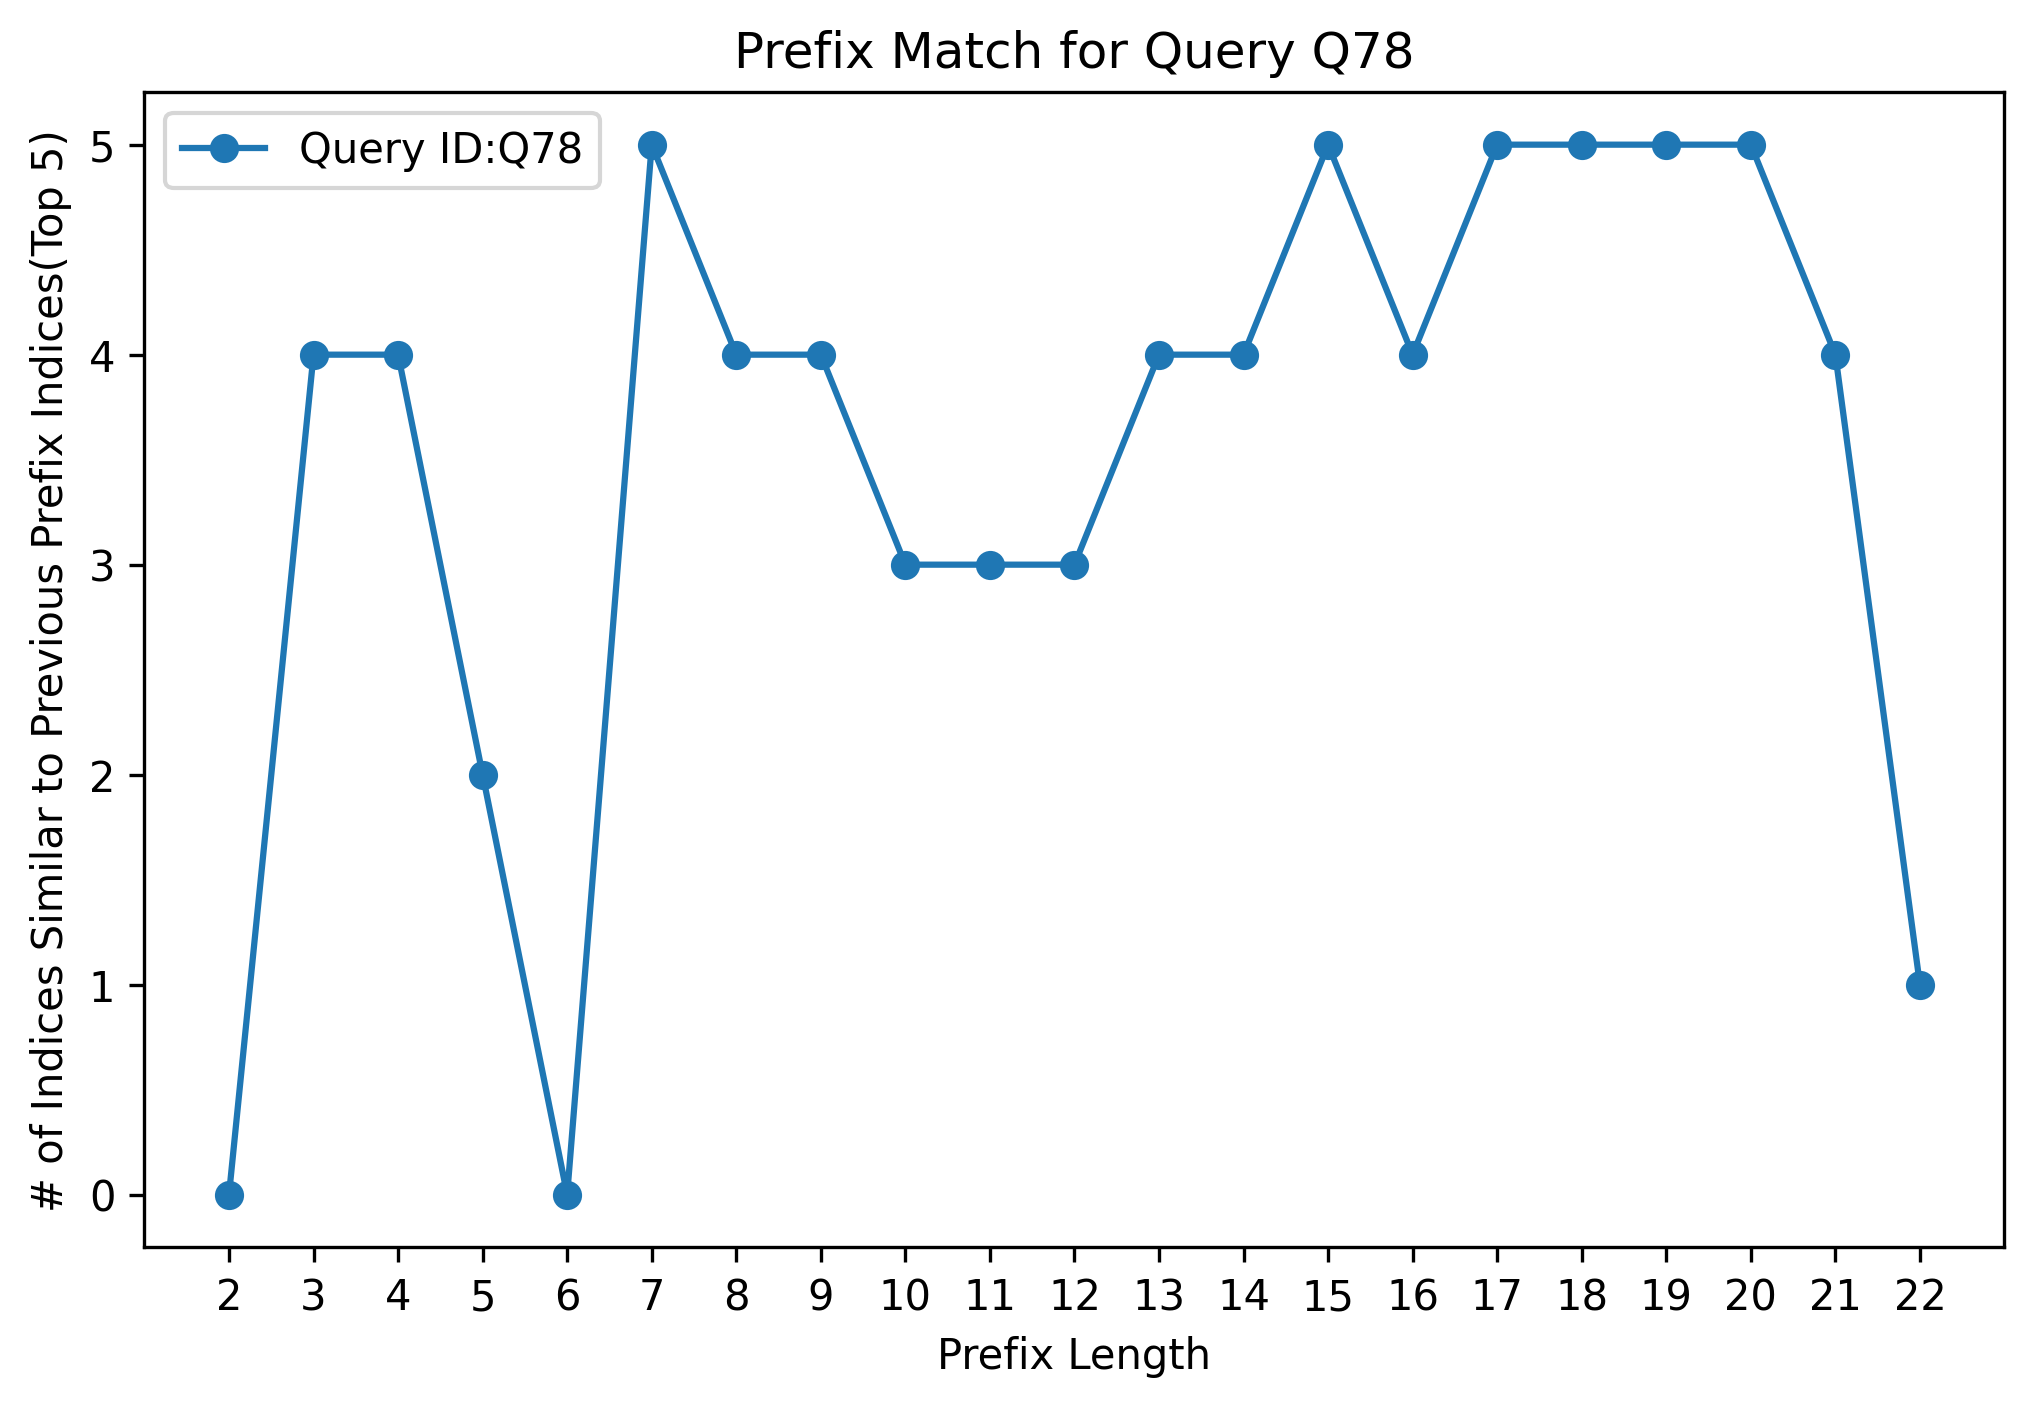 Prefix Match for Query Q78
Query ID:Q78
# of Indices Similar to Previous Prefix Indices(Top 5)
5
4
3
2
1
0
2 3 4 5 6 7 8 9 10 11 12 13 14 15 16 17 18 19 20 21 22
Prefix Length